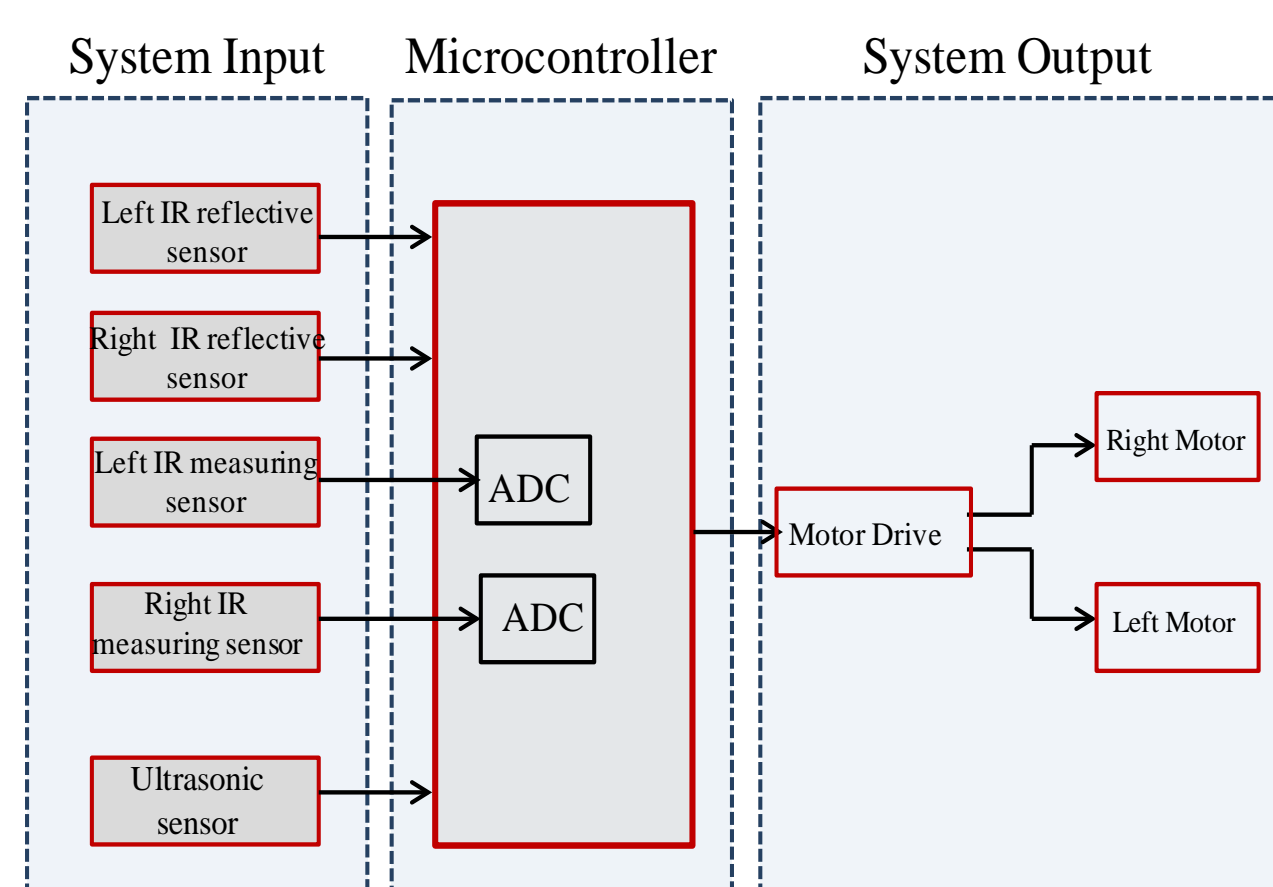 System Input
Microcontroller
System Output
Left IR reflective
sensor
Right IR reflective
sensor
Left IR measuring
sensor
Right IR
measuring sensor
Ultrasonic
sensor
ADC
ADC
Motor Drive
Right Motor
Left Motor